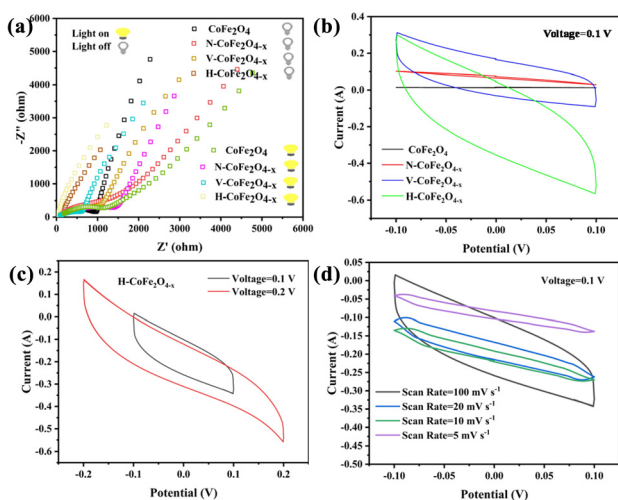 (a)
Light on
Light off
CoFe2O4
N-CoFe2O4-x
V-CoFe2O4-x
H-CoFe2O4-x
CoFe2O4
N-CoFe2O4-x
V-CoFe2O4-x
H-CoFe2O4-x
6000
5000
4000
3000
2000
1000
0
0 1000 2000 3000 4000 5000 6000
-Z'' (ohm)
Z' (ohm)
(b)
Voltage=0.1 V
CoFe2O4
N-CoFe2O4-x
V-CoFe2O4-x
H-CoFe2O4-x
0.4
0.2
0.0
-0.2
-0.4
-0.6
-0.10 -0.05 0.00 0.05 0.10
Current (A)
Potential (V)
(c)
H-CoFe2O4-x
Voltage=0.1 V
Voltage=0.2 V
0.2
0.1
0.0
-0.1
-0.2
-0.3
-0.4
-0.5
-0.6
-0.2 -0.1 0.0 0.1 0.2
Current (A)
Potential (V)
(d)
Voltage=0.1 V
Scan Rate=100 mV s-1
Scan Rate=20 mV s-1
Scan Rate=10 mV s-1
Scan Rate=5 mV s-1
0.05
0.00
-0.05
-0.10
-0.15
-0.20
-0.25
-0.30
-0.35
-0.40
-0.45
-0.50
-0.10 -0.05 0.00 0.05 0.10
Current (A)
Potential (V)